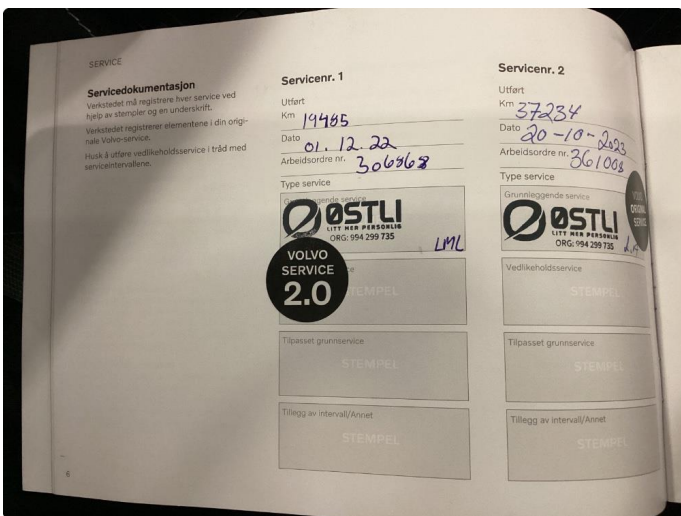 SERVICE
Servicedokumentasjon
Verkstedet må registrere hver service ved
hjelp av stempler og en underskrift.
Verkstedet registrerer elementene i din origi-
nale Volvo-service.
Husk å utføre vedlikeholdsservice i tråd med
serviceintervallene.
6
Servicenr. 1
Utført
Km 19485
Dato 01.12.22
Arbeidsordre nr. 306868
Type service
Grunnleggende service
ØSTLI
LITT MER PERSONLIG
ORG: 994 299 735
LML
VOLVO
SERVICE
2.0
STEMPEL
Tilpasset grunnservice
STEMPEL
Tillegg av intervall/Annet
STEMPEL
Servicenr. 2
Utført
Km 37234
Dato 20-10-2023
Arbeidsordre nr. 361008
Type service
Grunnleggende service
ØSTLI
LITT MER PERSONLIG
ORG: 994 299 735
VOLVO
SERVICE
Vedlikeholdsservice
STEMPEL
Tilpasset grunnservice
STEMPEL
Tillegg av intervall/Annet
STEMPEL